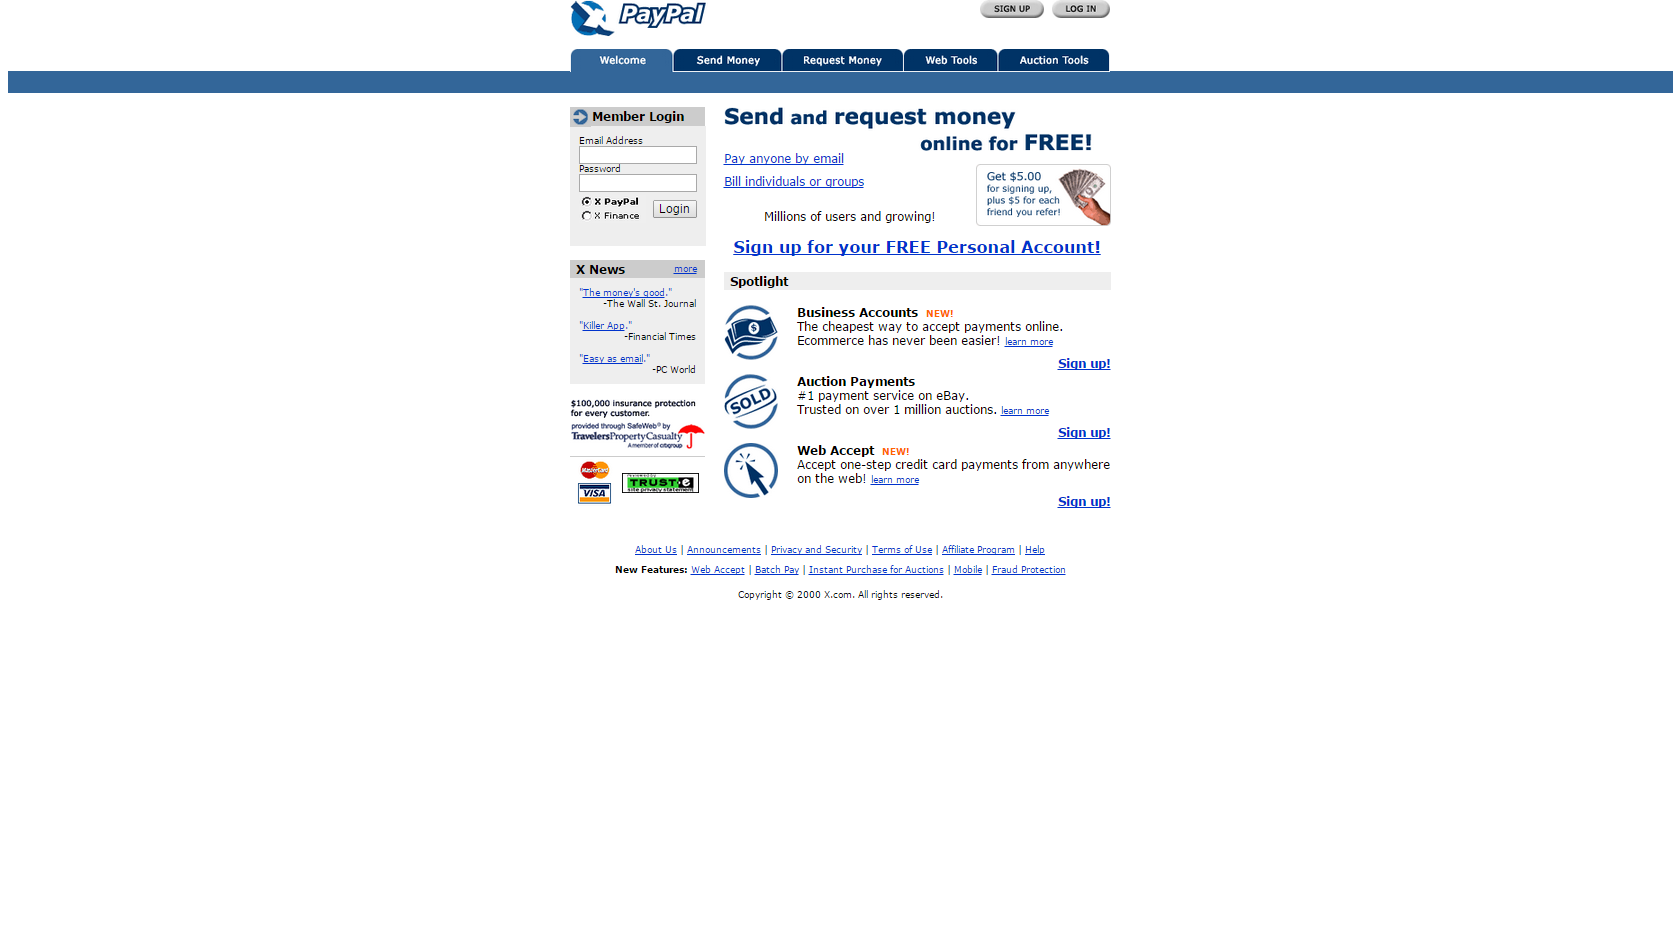 X PayPal
SIGN UP
LOG IN
Welcome
Send Money
Request Money
Web Tools
Auction Tools
Member Login
Email Address
Password
X PayPal
X Finance
Login
X News
more
"The money's good."
-The Wall St. Journal
"Killer App."
-Financial Times
"Easy as email."
-PC World
$100,000 insurance protection
for every customer.
provided through SafeWeb® by
TravelersPropertyCasualty
A member of citigroup
MasterCard
VISA
reviewed by
TRUSTe
site privacy statement
Send and request money
online for FREE!
Pay anyone by email
Bill individuals or groups
Get $5.00
for signing up,
plus $5 for each
friend you refer!
Millions of users and growing!
Sign up for your FREE Personal Account!
Spotlight
Business Accounts NEW!
The cheapest way to accept payments online.
Ecommerce has never been easier! learn more
Sign up!
SOLD
Auction Payments
#1 payment service on eBay.
Trusted on over 1 million auctions. learn more
Sign up!
Web Accept NEW!
Accept one-step credit card payments from anywhere
on the web! learn more
Sign up!
About Us | Announcements | Privacy and Security | Terms of Use | Affiliate Program | Help
New Features: Web Accept | Batch Pay | Instant Purchase for Auctions | Mobile | Fraud Protection
Copyright © 2000 X.com. All rights reserved.